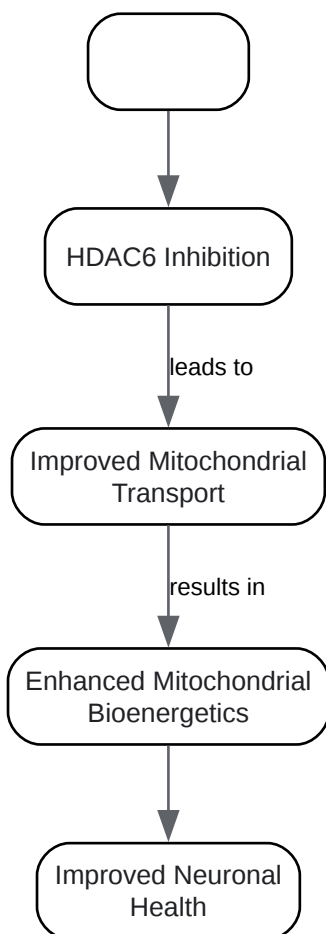 HDAC6 Inhibition
leads to
Improved Mitochondrial
Transport
results in
Enhanced Mitochondrial
Bioenergetics
Improved Neuronal
Health